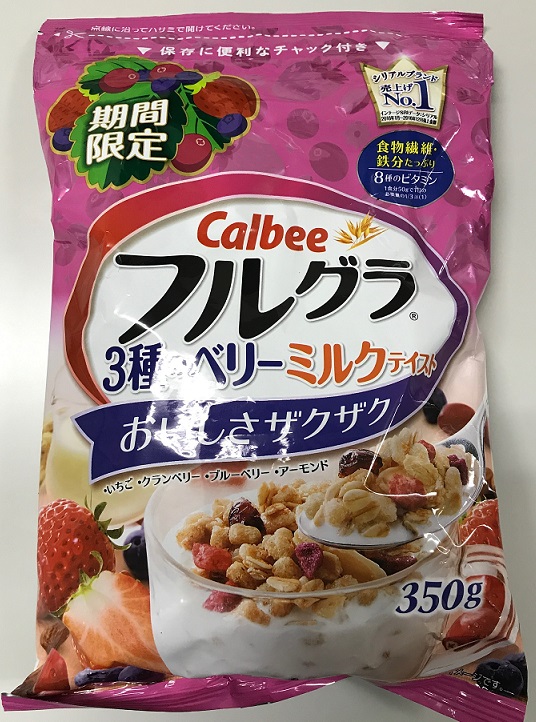 点線に沿ってハサミで開けてください。
保存に便利なチャック付き
期間
限定
シリアルブランド
売上げ
No.1
食物繊維・
鉄分たっぷり
8種のビタミン
Calbee
フルグラ®
3種のベリーミルクテイスト
おいしさザクザク
・いちご・クランベリー・ブルーベリー・アーモンド
350g